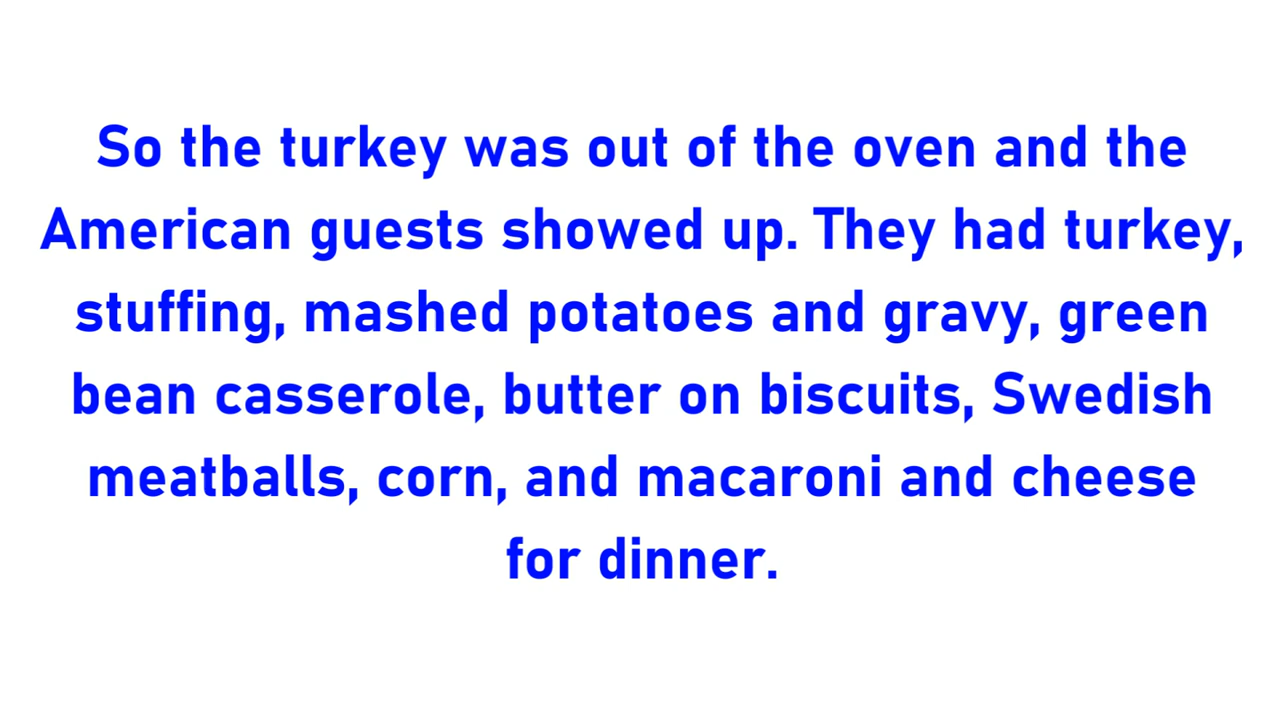 So the turkey was out of the oven and the
American guests showed up. They had turkey,
stuffing, mashed potatoes and gravy, green
bean casserole, butter on biscuits, Swedish
meatballs, corn, and macaroni and cheese
for dinner.